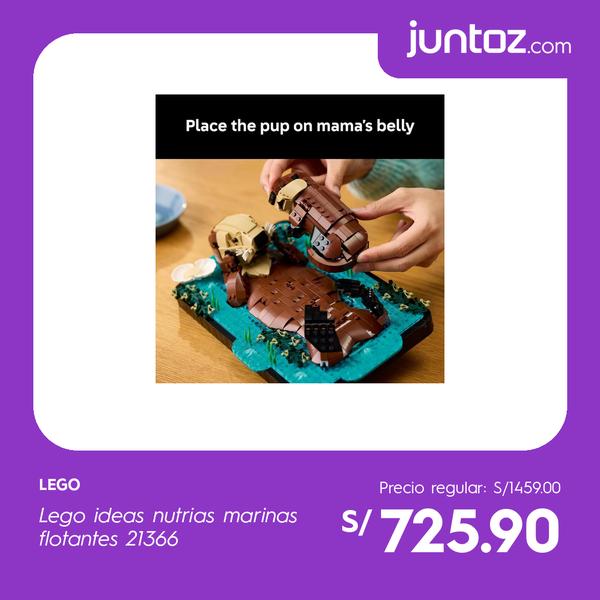 juntoz.com
Place the pup on mama's belly
LEGO
Lego ideas nutrias marinas
flotantes 21366
Precio regular: S/1459.00
S/ 725.90